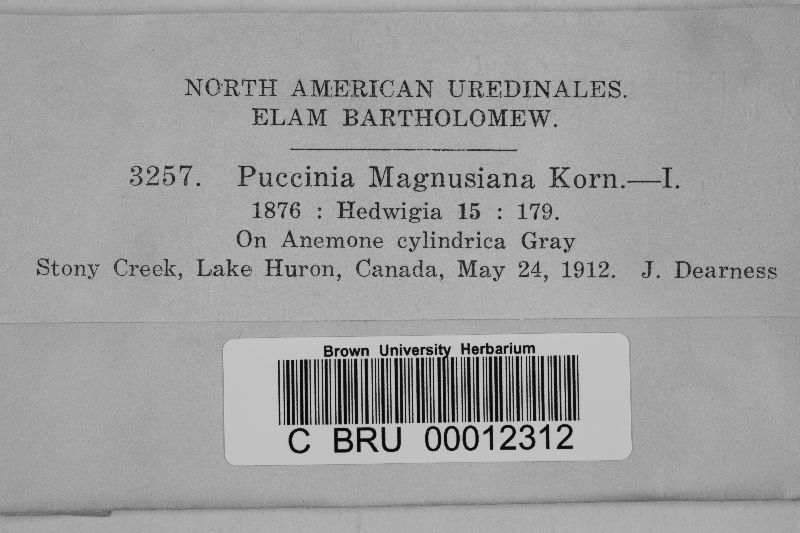 NORTH AMERICAN UREDINALES.
ELAM BARTHOLOMEW.
3257. Puccinia Magnusiana Korn.—I.
1876 : Hedwigia 15 : 179.
On Anemone cylindrica Gray
Stony Creek, Lake Huron, Canada, May 24, 1912. J. Dearness
Brown University Herbarium
C BRU 00012312